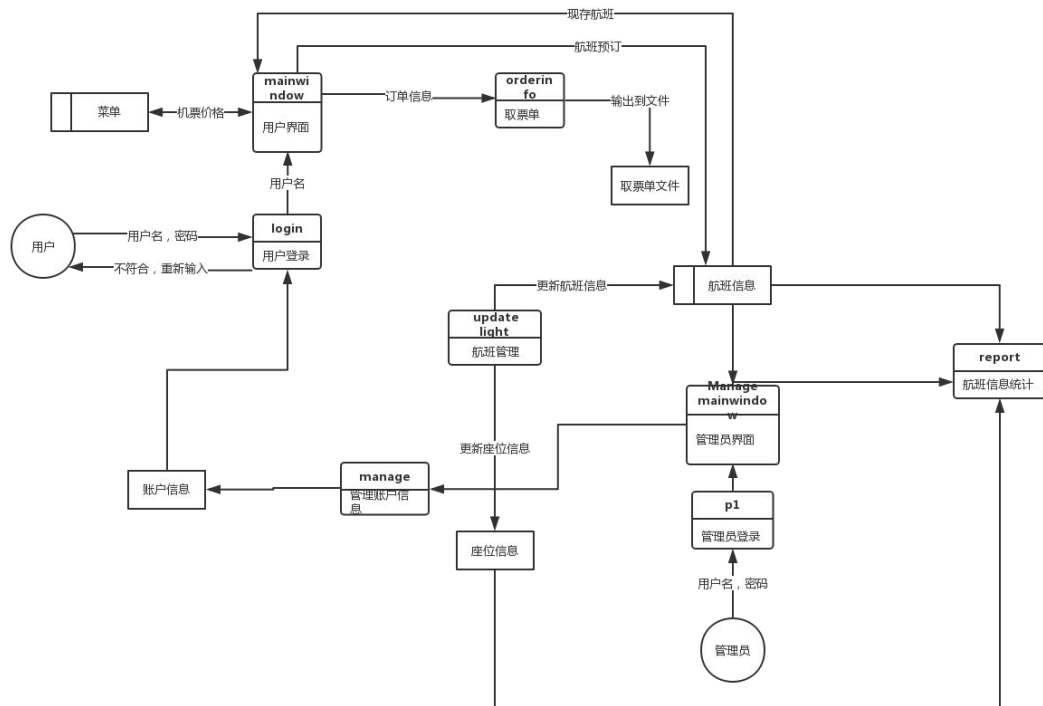 现存航班
航班预订
mainwi
ndow
用户界面
菜单
机票价格
订单信息
orderin
fo
取票单
输出到文件
取票单文件
用户名
login
用户登录
用户
用户名，密码
不符合，重新输入
更新航班信息
航班信息
update
light
航班管理
report
航班信息统计
Manage
mainwindo
w
管理员界面
更新座位信息
账户信息
manage
管理账户信
息
p1
管理员登录
座位信息
用户名，密码
管理员